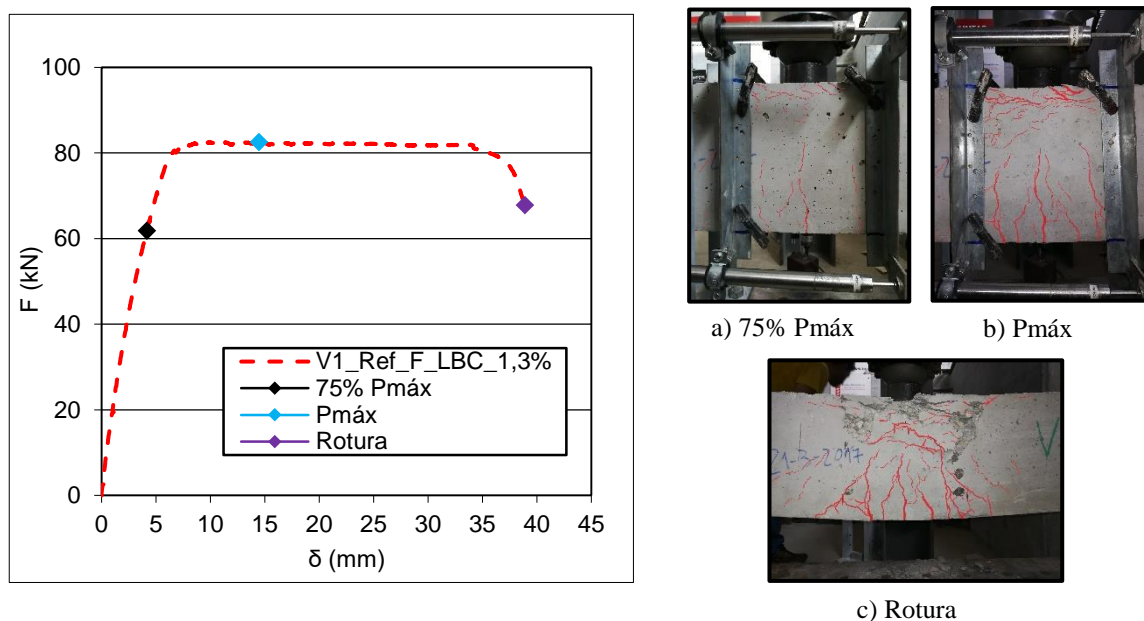 100
80
60
40
20
0
F (kN)
0 5 10 15 20 25 30 35 40 45
δ (mm)
V1_Ref_F_LBC_1,3%
75% Pmáx
Pmáx
Rotura
a) 75% Pmáx
b) Pmáx
21-3-2017
V
c) Rotura